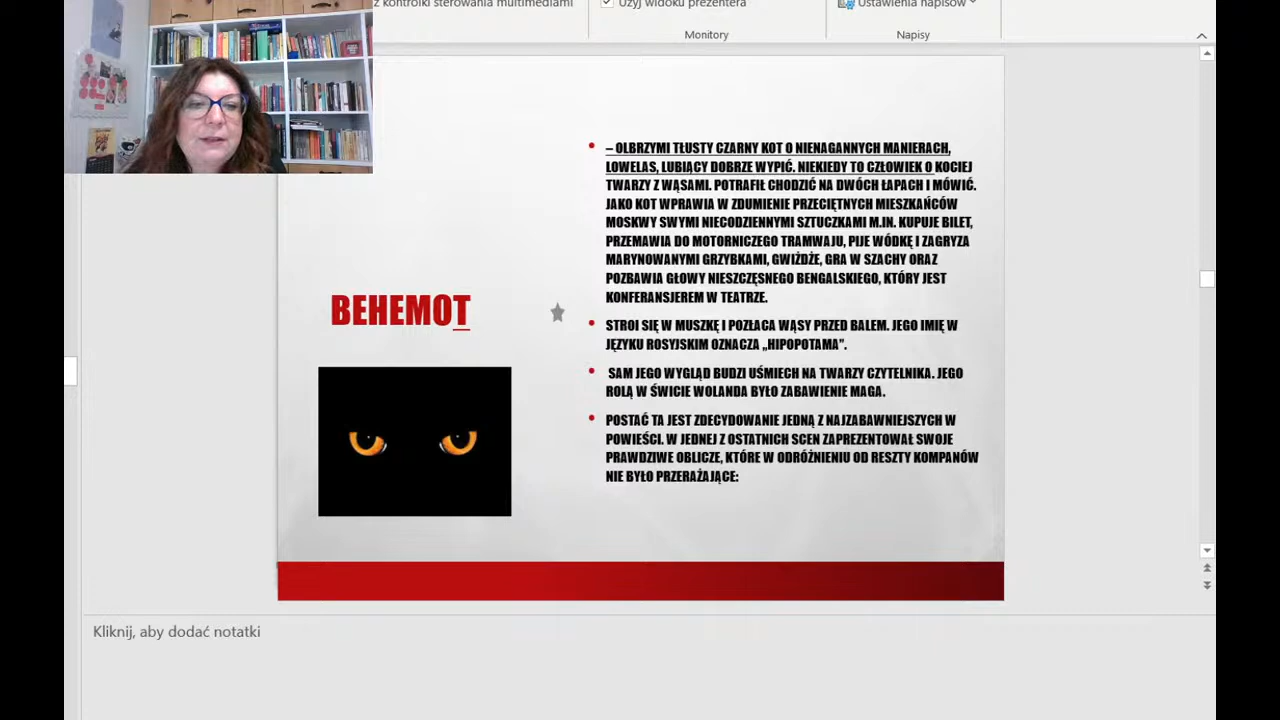 z kontrolki sterowania multimediami
Użyj widoku prezentera
Ustawienia napisów
Monitory
Napisy
– OLBRZYMI TŁUSTY CZARNY KOT O NIENAGANNYCH MANIERACH,
LOWELAS, LUBIĄCY DOBRZE WYPIĆ. NIEKIEDY TO CZŁOWIEK O KOCIEJ
TWARZY Z WĄSAMI. POTRAFIŁ CHODZIĆ NA DWÓCH ŁAPACH I MÓWIĆ.
JAKO KOT WPRAWIA W ZDUMIENIE PRZECIĘTNYCH MIESZKAŃCÓW
MOSKWY SWYMI NIECODZIENNYMI SZTUCZKAMI M.IN. KUPUJE BILET,
PRZEMAWIA DO MOTORNICZEGO TRAMWAJU, PIJE WÓDKĘ I ZAGRYZA
MARYNOWANYMI GRZYBKAMI, GWIŻDŻE, GRA W SZACHY ORAZ
POZBAWIA GŁOWY NIESZCZĘSNEGO BENGALSKIEGO, KTÓRY JEST
KONFERANSJEREM W TEATRZE.
BEHEMOT
STROI SIĘ W MUSZKĘ I POZŁACA WĄSY PRZED BALEM. JEGO IMIĘ W
JĘZYKU ROSYJSKIM OZNACZA „HIPOPOTAMA”.
SAM JEGO WYGLĄD BUDZI UŚMIECH NA TWARZY CZYTELNIKA. JEGO
ROLĄ W ŚWICIE WOLANDA BYŁO ZABAWIENIE MAGA.
POSTAĆ TA JEST ZDECYDOWANIE JEDNĄ Z NAJZABAWNIEJSZYCH W
POWIEŚCI. W JEDNEJ Z OSTATNICH SCEN ZAPREZENTOWAŁ SWOJE
PRAWDZIWE OBLICZE, KTÓRE W ODRÓŻNIENIU OD RESZTY KOMPANÓW
NIE BYŁO PRZERAŻAJĄCE:
Kliknij, aby dodać notatki